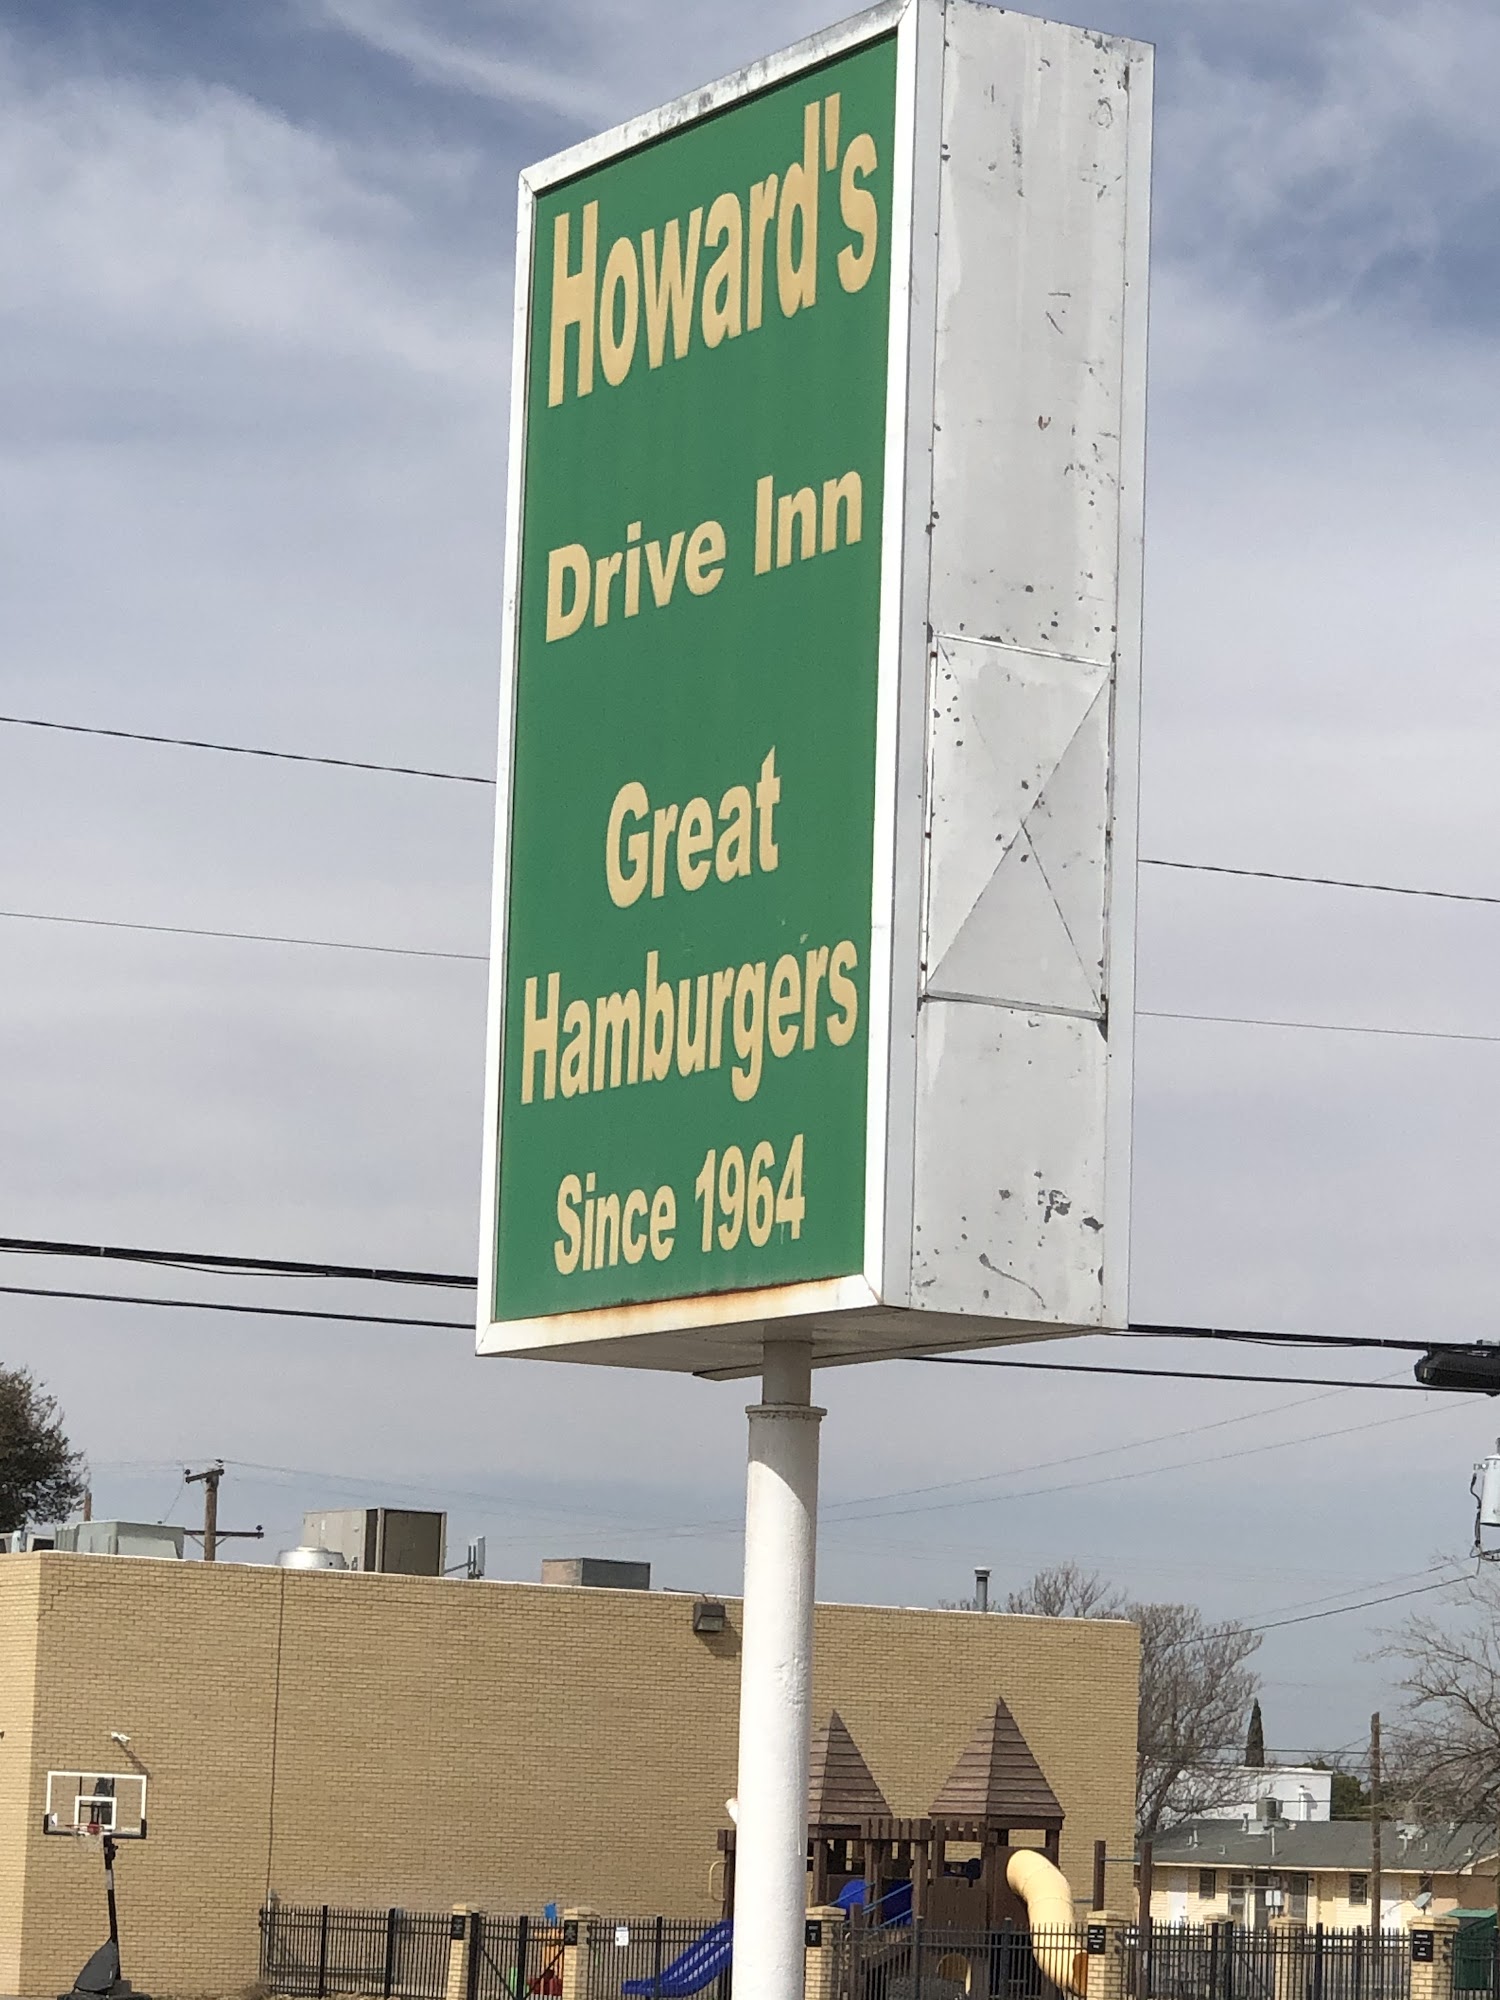 Howard's
Drive Inn
Great
Hamburgers
Since 1964